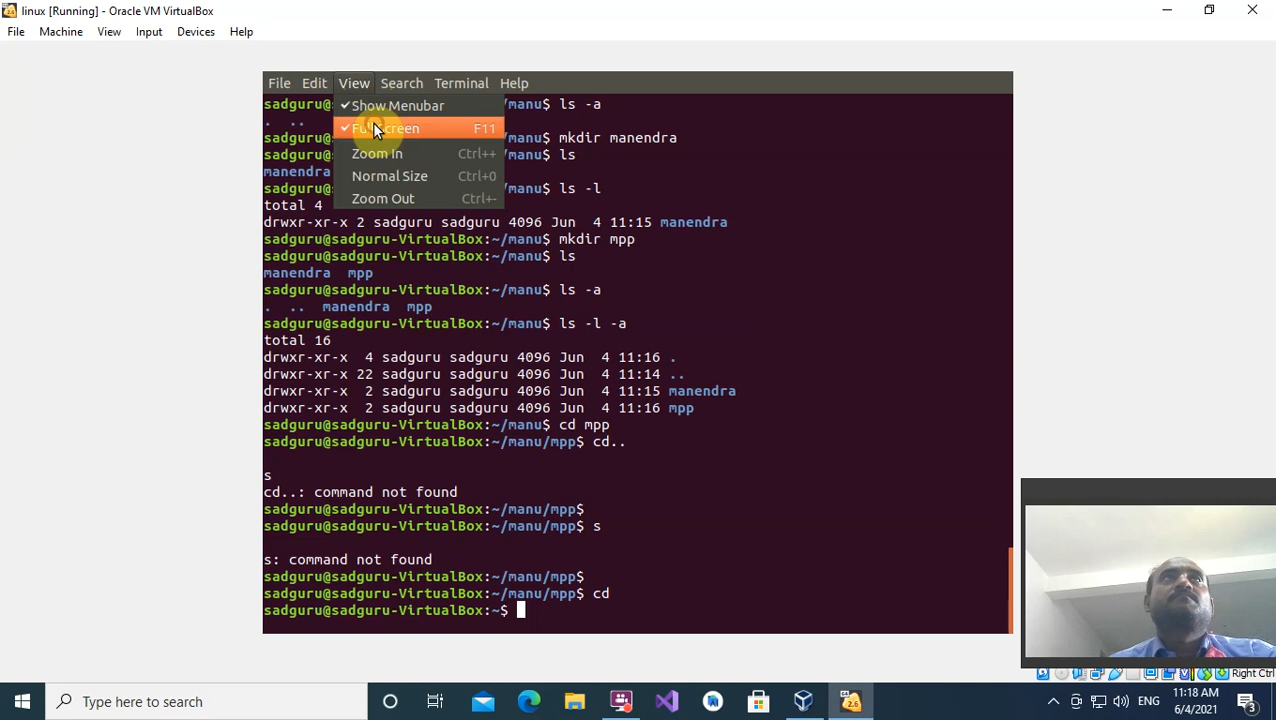 linux [Running] - Oracle VM VirtualBox
File Machine View Input Devices Help
File Edit View Search Terminal Help
Show Menubar
Full Screen F11
Zoom In Ctrl++
Normal Size Ctrl+0
Zoom Out Ctrl+-
sadguru@ /manu$ ls -a
. ..
sadguru@ /manu$ mkdir manendra
sadguru@ /manu$ ls
manendra
sadguru@ /manu$ ls -l
total 4
drwxr-xr-x 2 sadguru sadguru 4096 Jun  4 11:15 manendra
sadguru@sadguru-VirtualBox:~/manu$ mkdir mpp
sadguru@sadguru-VirtualBox:~/manu$ ls
manendra  mpp
sadguru@sadguru-VirtualBox:~/manu$ ls -a
.  ..  manendra  mpp
sadguru@sadguru-VirtualBox:~/manu$ ls -l -a
total 16
drwxr-xr-x  4 sadguru sadguru 4096 Jun  4 11:16 .
drwxr-xr-x 22 sadguru sadguru 4096 Jun  4 11:14 ..
drwxr-xr-x  2 sadguru sadguru 4096 Jun  4 11:15 manendra
drwxr-xr-x  2 sadguru sadguru 4096 Jun  4 11:16 mpp
sadguru@sadguru-VirtualBox:~/manu$ cd mpp
sadguru@sadguru-VirtualBox:~/manu/mpp$ cd..
s
cd..: command not found
sadguru@sadguru-VirtualBox:~/manu/mpp$
sadguru@sadguru-VirtualBox:~/manu/mpp$ s
s: command not found
sadguru@sadguru-VirtualBox:~/manu/mpp$
sadguru@sadguru-VirtualBox:~/manu/mpp$ cd
sadguru@sadguru-VirtualBox:~$
Right Ctrl
Type here to search
2.6
ENG
11:18 AM
6/4/2021
3